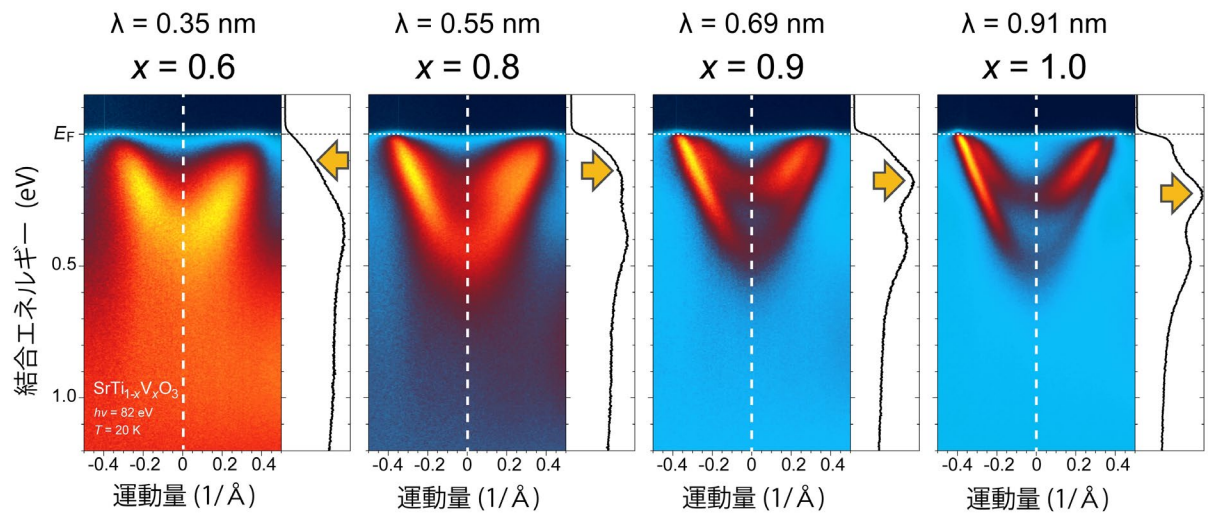 λ = 0.35 nm
x = 0.6
λ = 0.55 nm
x = 0.8
λ = 0.69 nm
x = 0.9
λ = 0.91 nm
x = 1.0
結合エネルギー (eV)
EF
0.5
1.0
SrTi1-xVxO3
hν = 82 eV
T = 20 K
-0.4 -0.2 0 0.2 0.4
-0.4 -0.2 0 0.2 0.4
-0.4 -0.2 0 0.2 0.4
-0.4 -0.2 0 0.2 0.4
運動量 (1/Å)
運動量 (1/Å)
運動量 (1/Å)
運動量 (1/Å)